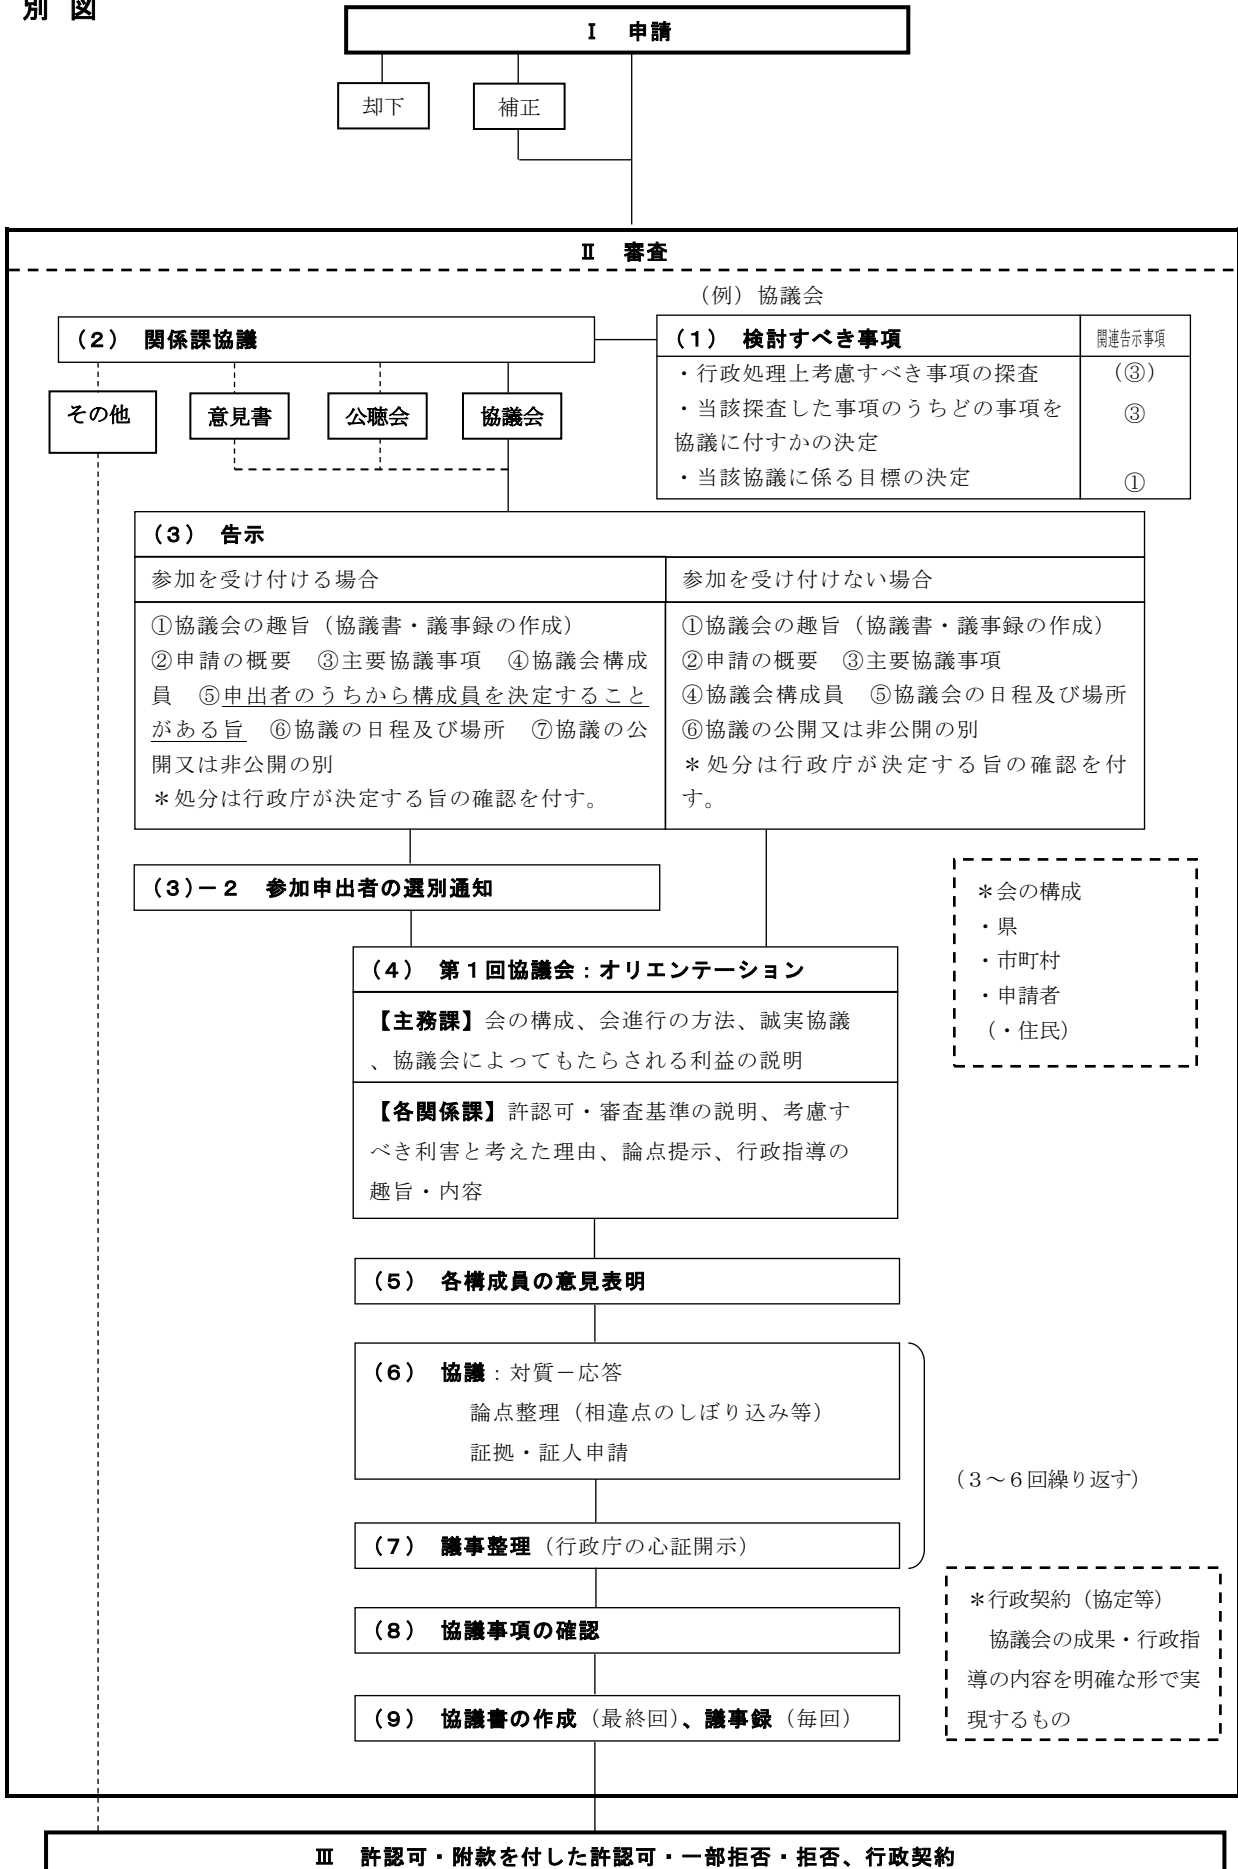 別 図
Ⅰ 申請
却下
補正
Ⅱ 審査
（例）協議会
（２） 関係課協議
（１） 検討すべき事項
関連告示事項
・行政処理上考慮すべき事項の探査
（③）
・当該探査した事項のうちどの事項を
③
協議に付すかの決定
・当該協議に係る目標の決定
①
その他
意見書
公聴会
協議会
（３） 告示
参加を受け付ける場合
①協議会の趣旨（協議書・議事録の作成）
②申請の概要 ③主要協議事項 ④協議会構成
員 ⑤申出者のうちから構成員を決定すること
がある旨 ⑥協議の日程及び場所 ⑦協議の公
開又は非公開の別
＊処分は行政庁が決定する旨の確認を付す。
参加を受け付けない場合
①協議会の趣旨（協議書・議事録の作成）
②申請の概要 ③主要協議事項
④協議会構成員 ⑤協議会の日程及び場所
⑥協議の公開又は非公開の別
＊処分は行政庁が決定する旨の確認を付
す。
（３）－２ 参加申出者の選別通知
＊会の構成
・県
・市町村
・申請者
（・住民）
（４） 第１回協議会：オリエンテーション
【主務課】会の構成、会進行の方法、誠実協議
、協議会によってもたらされる利益の説明
【各関係課】許認可・審査基準の説明、考慮す
べき利害と考えた理由、論点提示、行政指導の
趣旨・内容
（５） 各構成員の意見表明
（６） 協議：対質－応答
論点整理（相違点のしぼり込み等）
証拠・証人申請
（３～６回繰り返す）
（７） 議事整理（行政庁の心証開示）
（８） 協議事項の確認
（９） 協議書の作成（最終回）、議事録（毎回）
＊行政契約（協定等）
協議会の成果・行政指
導の内容を明確な形で実
現するもの
Ⅲ 許認可・附款を付した許認可・一部拒否・拒否、行政契約